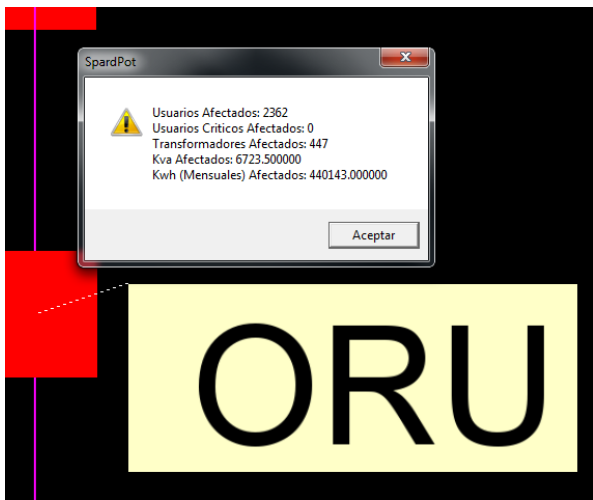 SpardPot
Usuarios Afectados: 2362
Usuarios Criticos Afectados: 0
Transformadores Afectados: 447
Kva Afectados: 6723.500000
Kwh (Mensuales) Afectados: 440143.000000
Aceptar
ORU